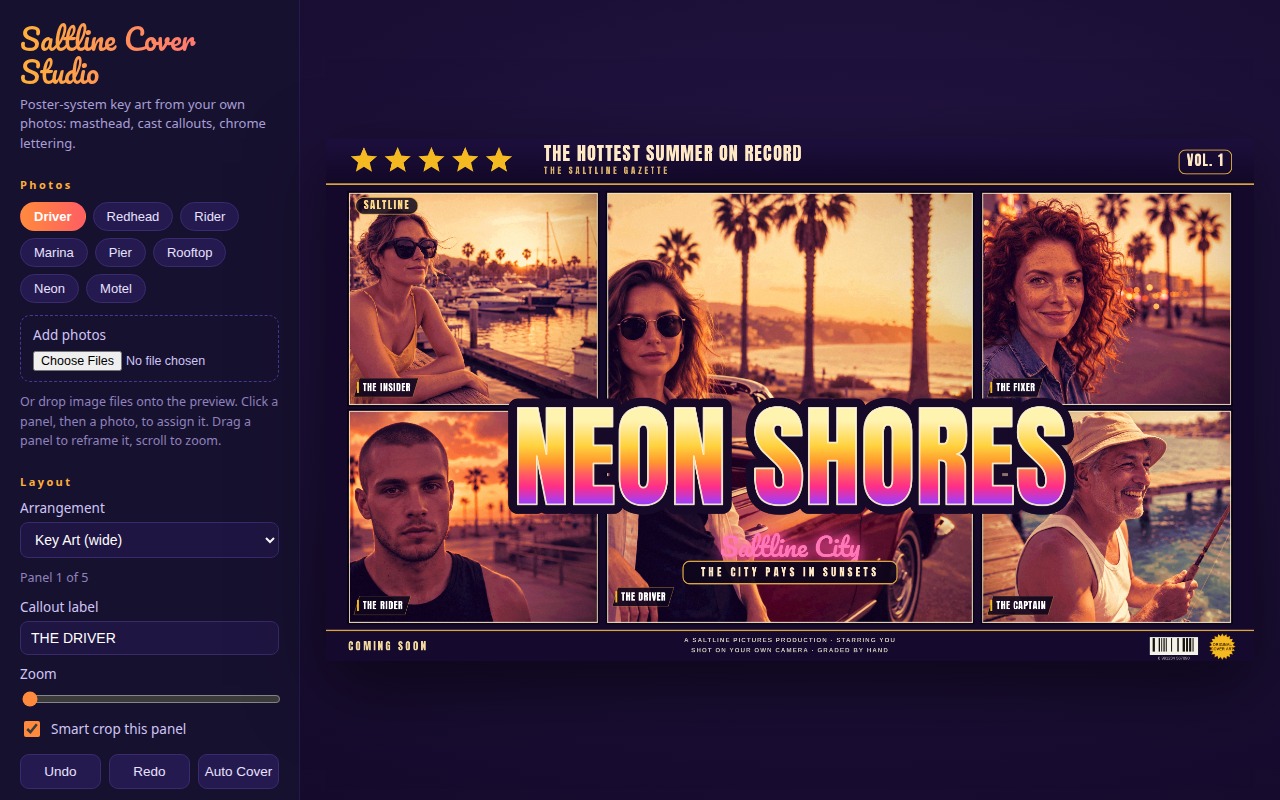 Saltline Cover
Studio
Poster-system key art from your own
photos: masthead, cast callouts, chrome
lettering.
Photos
Driver
Redhead
Rider
Marina
Pier
Rooftop
Neon
Motel
Add photos
Choose Files No file chosen
Or drop image files onto the preview. Click a
panel, then a photo, to assign it. Drag a
panel to reframe it, scroll to zoom.
Layout
Arrangement
Key Art (wide)
Panel 1 of 5
Callout label
THE DRIVER
Zoom
Smart crop this panel
Undo
Redo
Auto Cover
THE HOTTEST SUMMER ON RECORD
THE SALTLINE GAZETTE
VOL. 1
SALTLINE
THE INSIDER
THE FIXER
NEON SHORES
Saltline City
THE CITY PAYS IN SUNSETS
THE RIDER
THE DRIVER
THE CAPTAIN
COMING SOON
A SALTLINE PICTURES PRODUCTION · STARRING YOU
SHOT ON YOUR OWN CAMERA · GRADED BY HAND